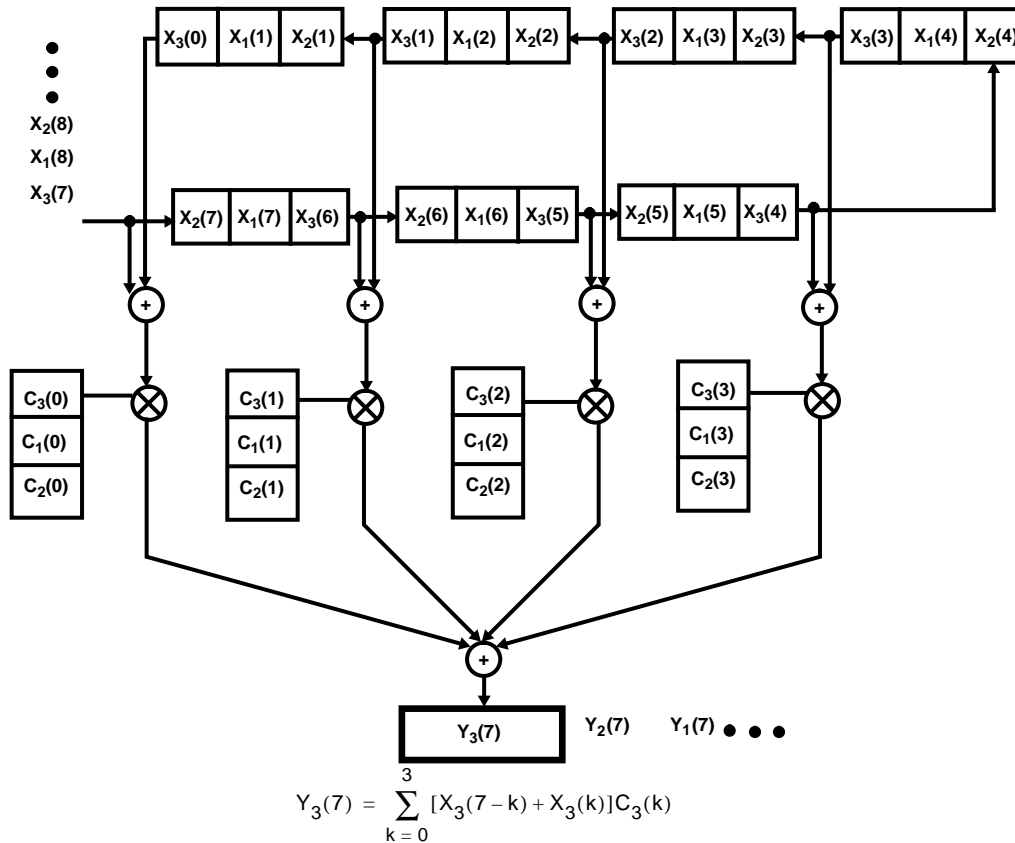 X₃(0) X₁(1) X₂(1) X₃(1) X₁(2) X₂(2) X₃(2) X₁(3) X₂(3) X₃(3) X₁(4) X₂(4)
X₂(8)
X₁(8)
X₃(7)
X₂(7) X₁(7) X₃(6) X₂(6) X₁(6) X₃(5) X₂(5) X₁(5) X₃(4)
+ + + +
C₃(0) C₃(1) C₃(2) C₃(3)
C₁(0) C₁(1) C₁(2) C₁(3)
C₂(0) C₂(1) C₂(2) C₂(3)
+
Y₃(7) Y₂(7) Y₁(7)
3
Y₃(7) = ∑ [X₃(7 – k) + X₃(k)]C₃(k)
k = 0